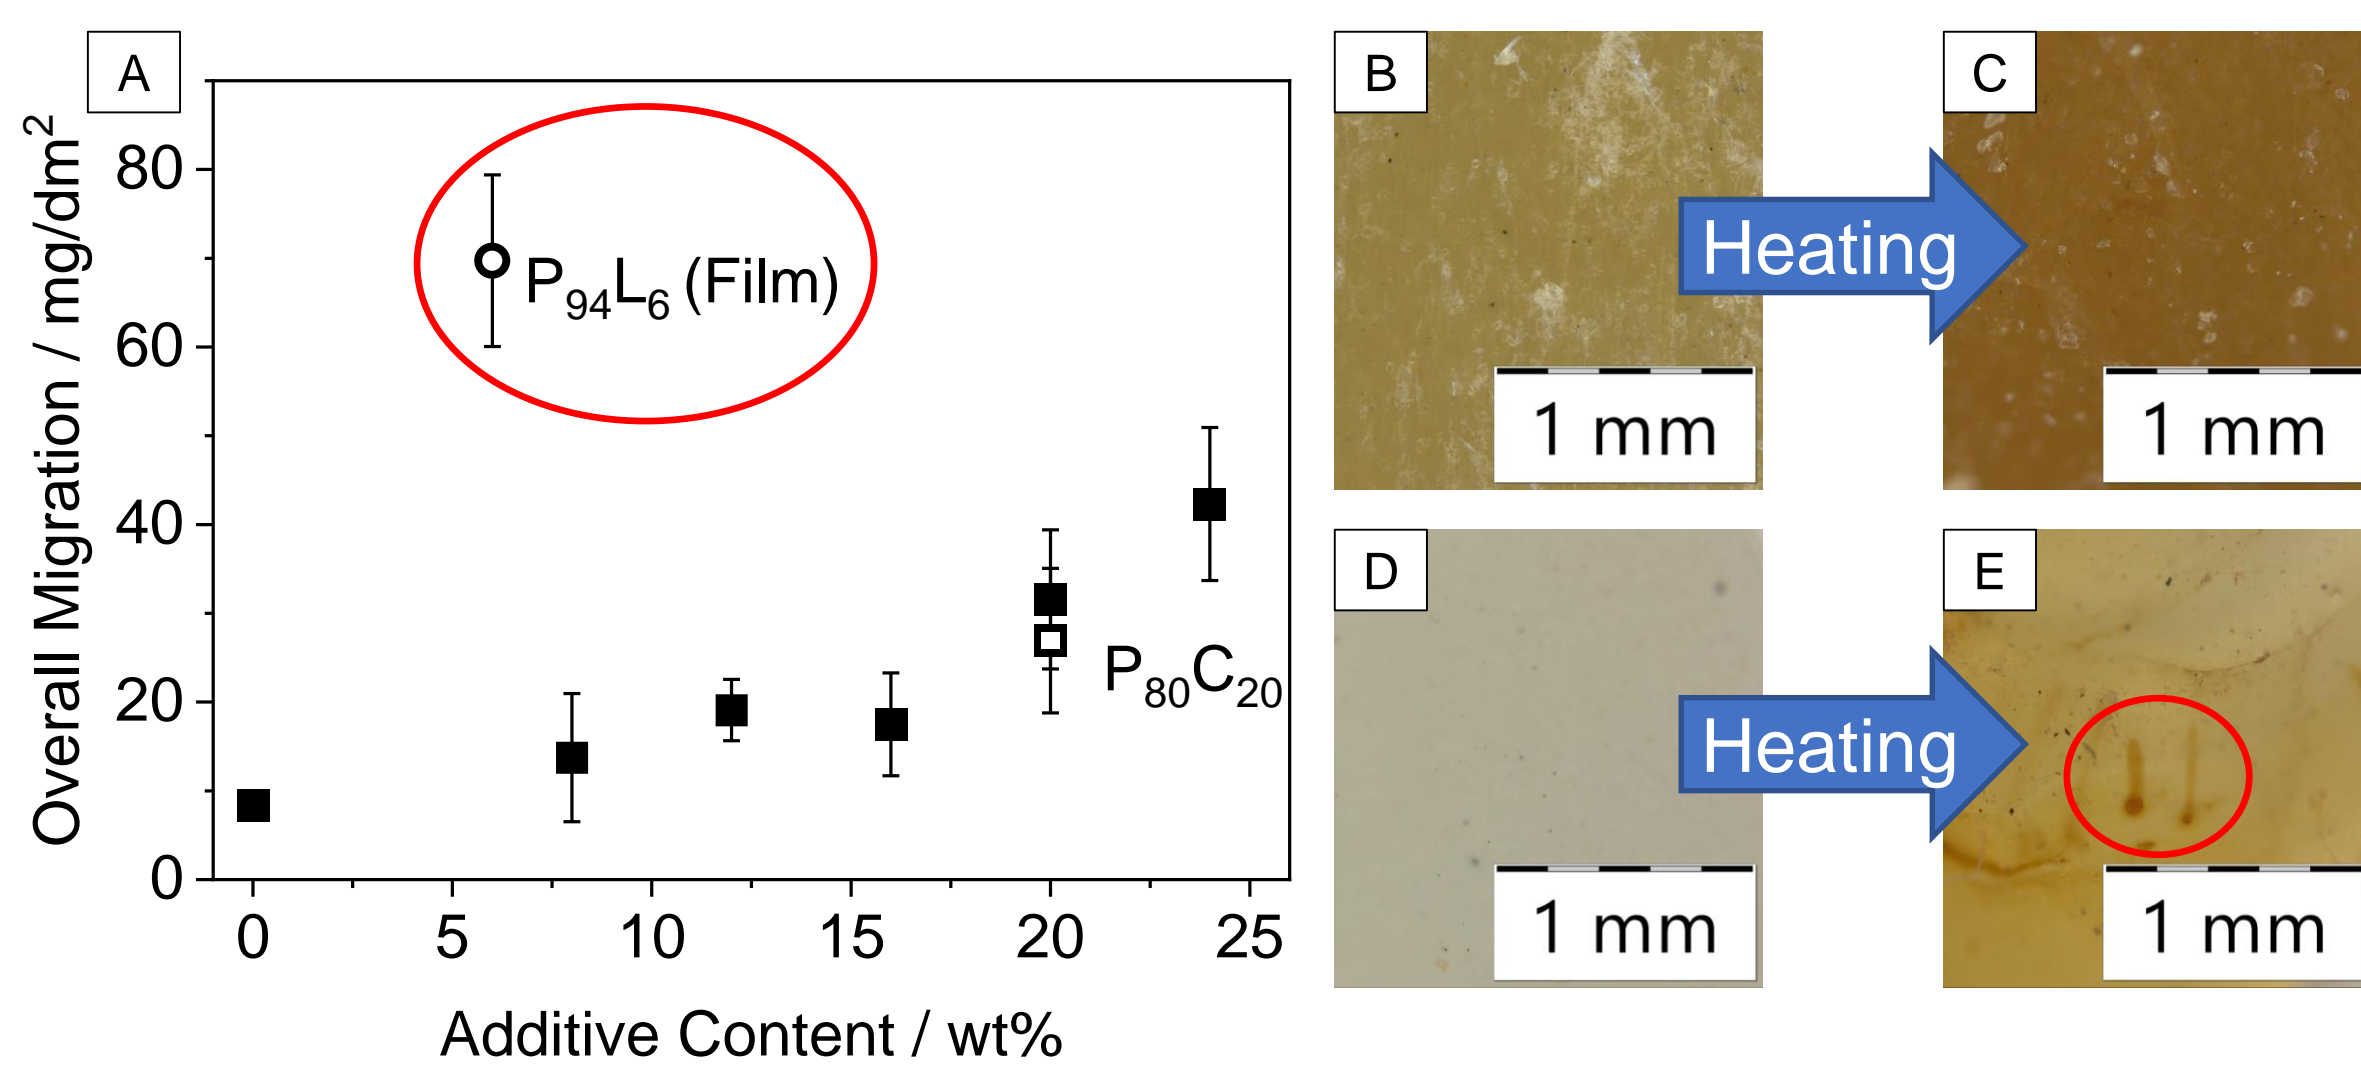 A
Overall Migration / mg/dm²
80
60
40
20
0
P₉₄L₆ (Film)
P₈₀C₂₀
0 5 10 15 20 25
Additive Content / wt%
B
1 mm
Heating
C
1 mm
D
1 mm
Heating
E
1 mm